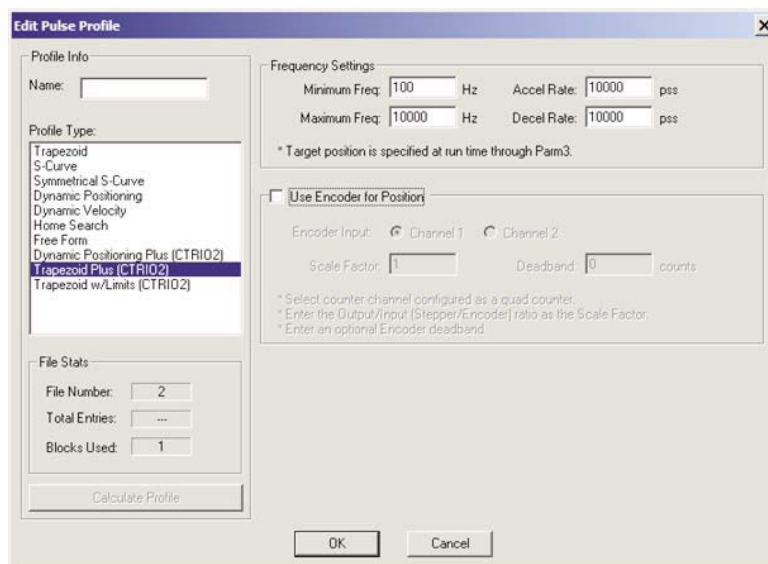 Edit Pulse Profile
Profile Info
Name:
Profile Type:
Trapezoid
S-Curve
Symmetrical S-Curve
Dynamic Positioning
Dynamic Velocity
Home Search
Free Form
Dynamic Positioning Plus (CTRIO2)
Trapezoid Plus (CTRIO2)
Trapezoid w/Limits (CTRIO2)
File Stats
File Number: 2
Total Entries: ---
Blocks Used: 1
Calculate Profile
Frequency Settings
Minimum Freq: 100 Hz Accel Rate: 10000 pss
Maximum Freq: 10000 Hz Decel Rate: 10000 pss
* Target position is specified at run time through Parm3.
Use Encoder for Position
Encoder Input: Channel 1 Channel 2
Scale Factor: 1 Deadband: 0 counts
* Select counter channel configured as a quad counter.
* Enter the Output/Input (Stepper/Encoder) ratio as the Scale Factor.
* Enter an optional Encoder deadband
OK Cancel